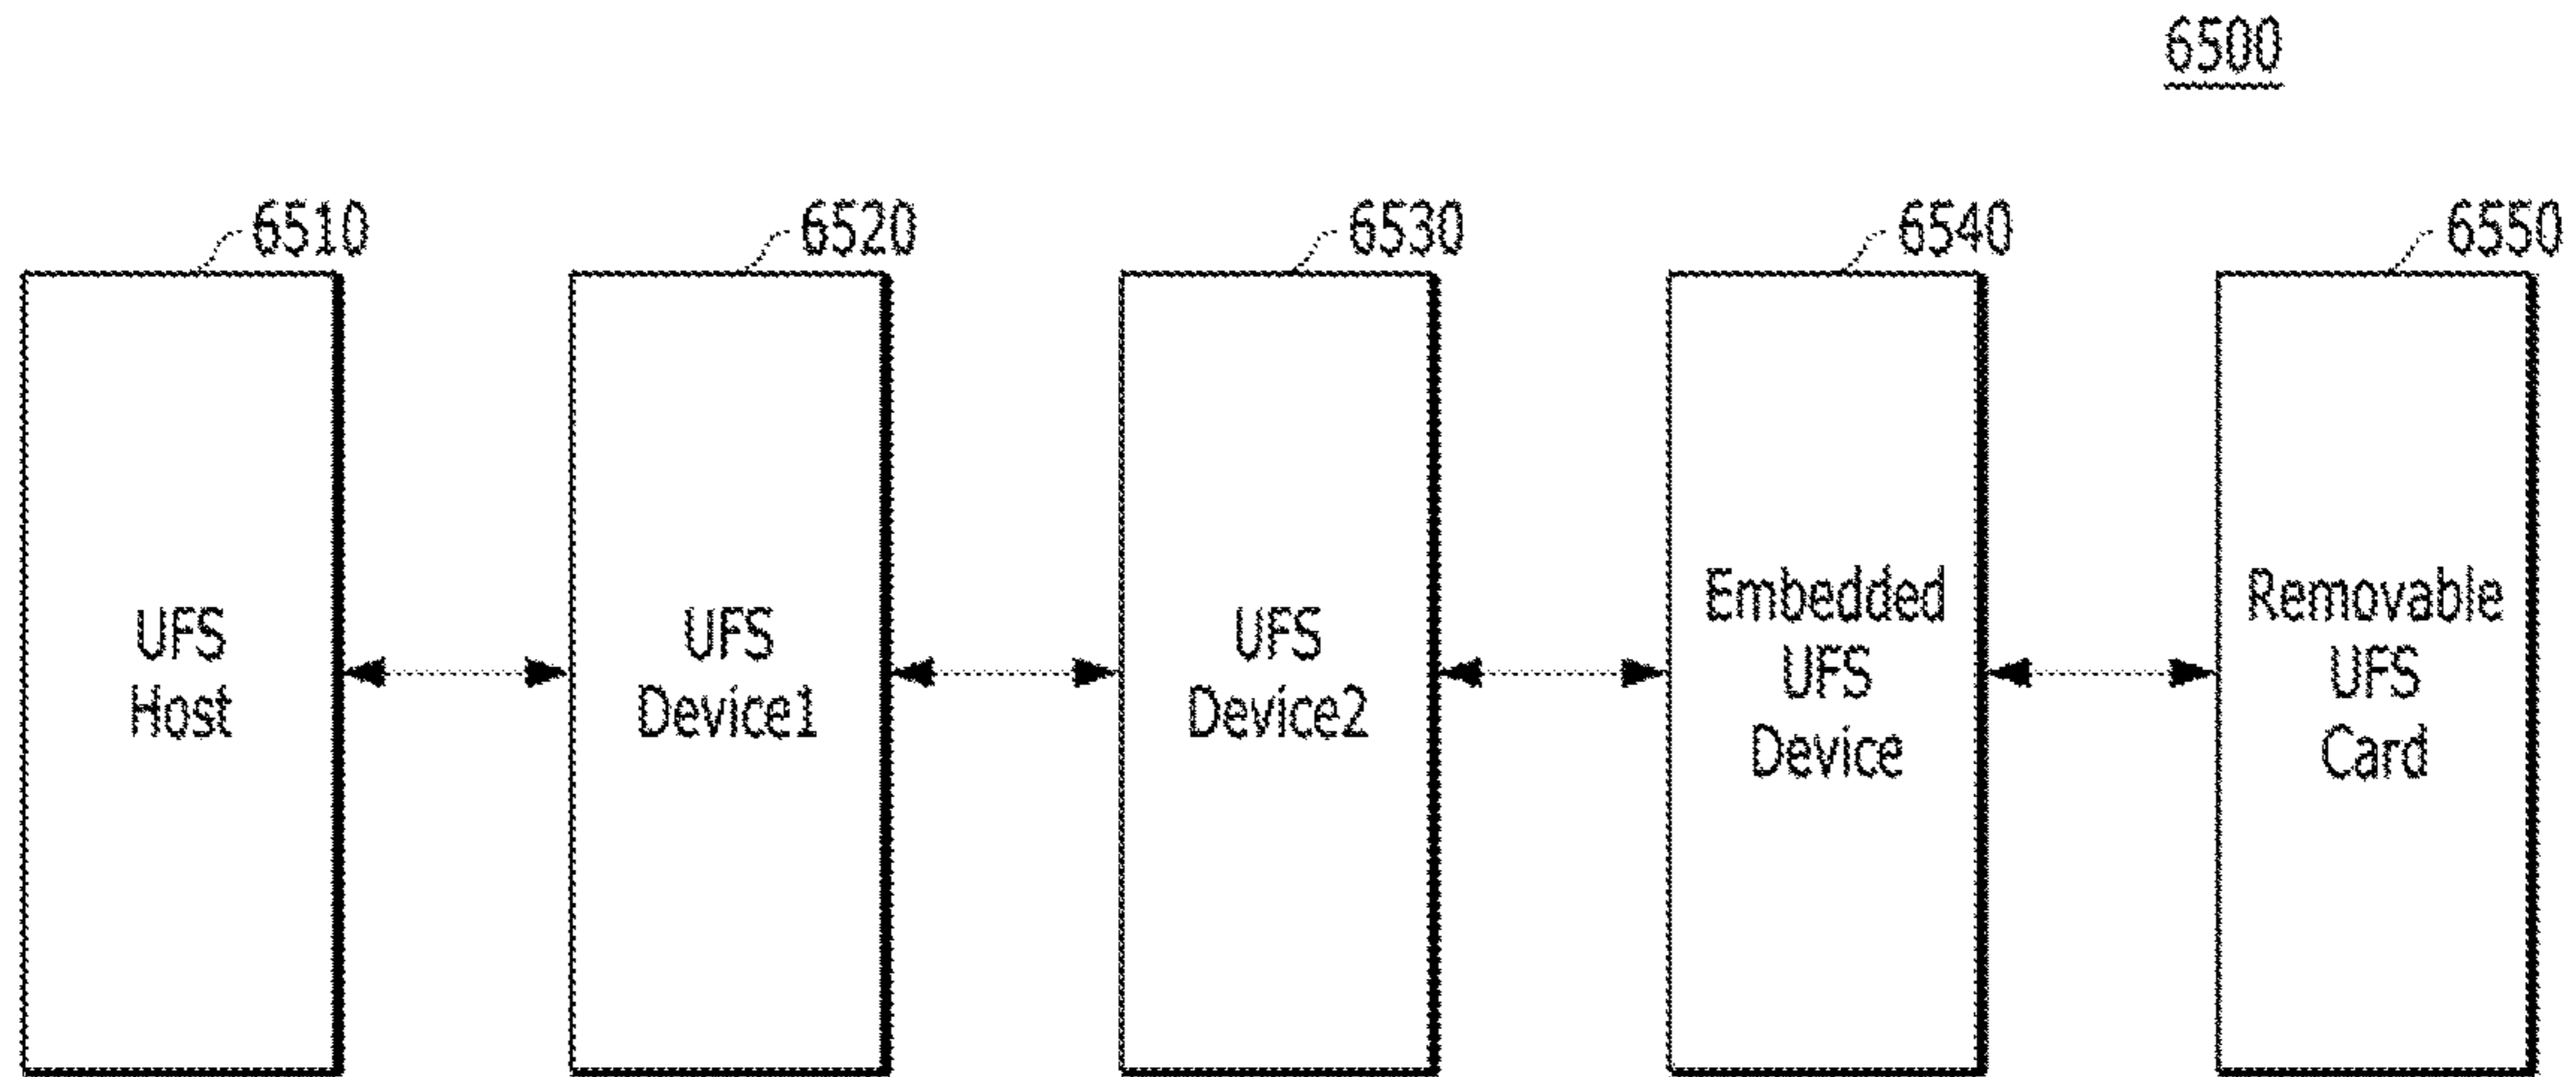 6500
6510
6520
6530
6540
6550
UFS
Host
UFS
Device1
UFS
Device2
Embedded
UFS
Device
Removable
UFS
Card